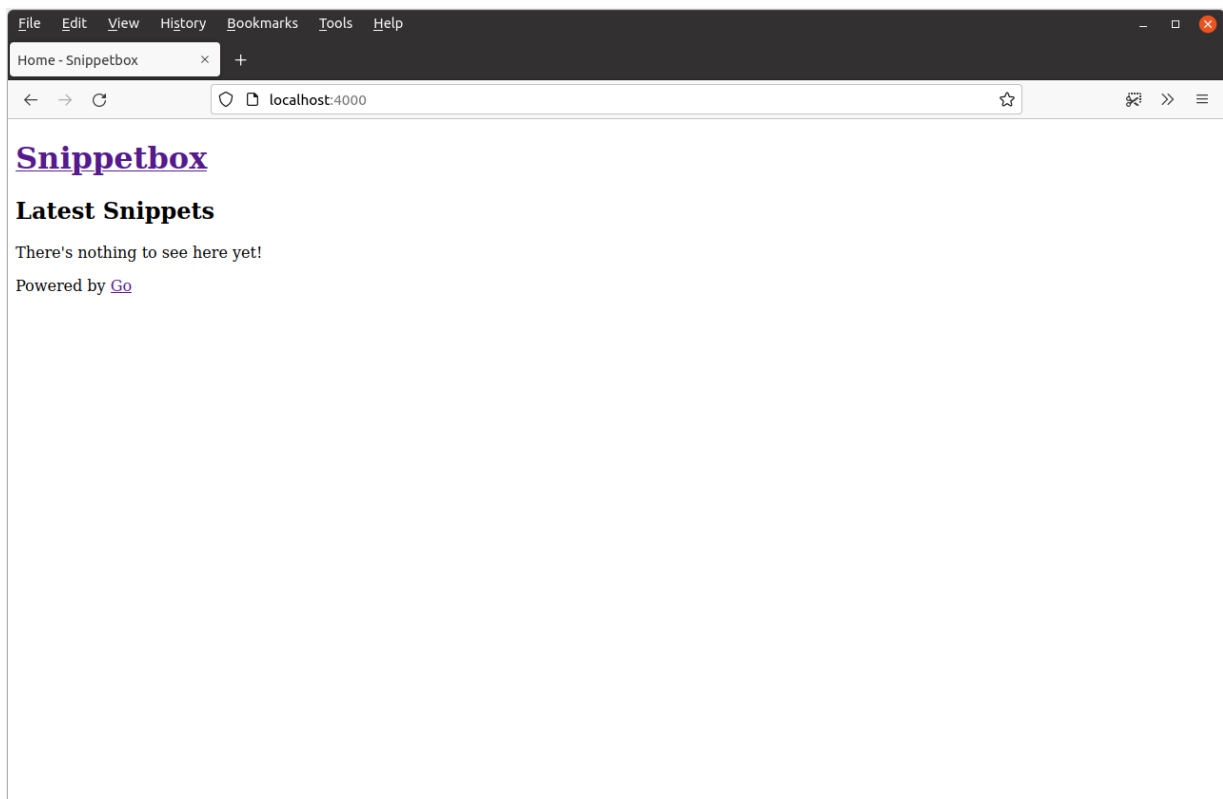 File Edit View History Bookmarks Tools Help
Home - Snippetbox
localhost:4000
Snippetbox
Latest Snippets
There's nothing to see here yet!
Powered by Go